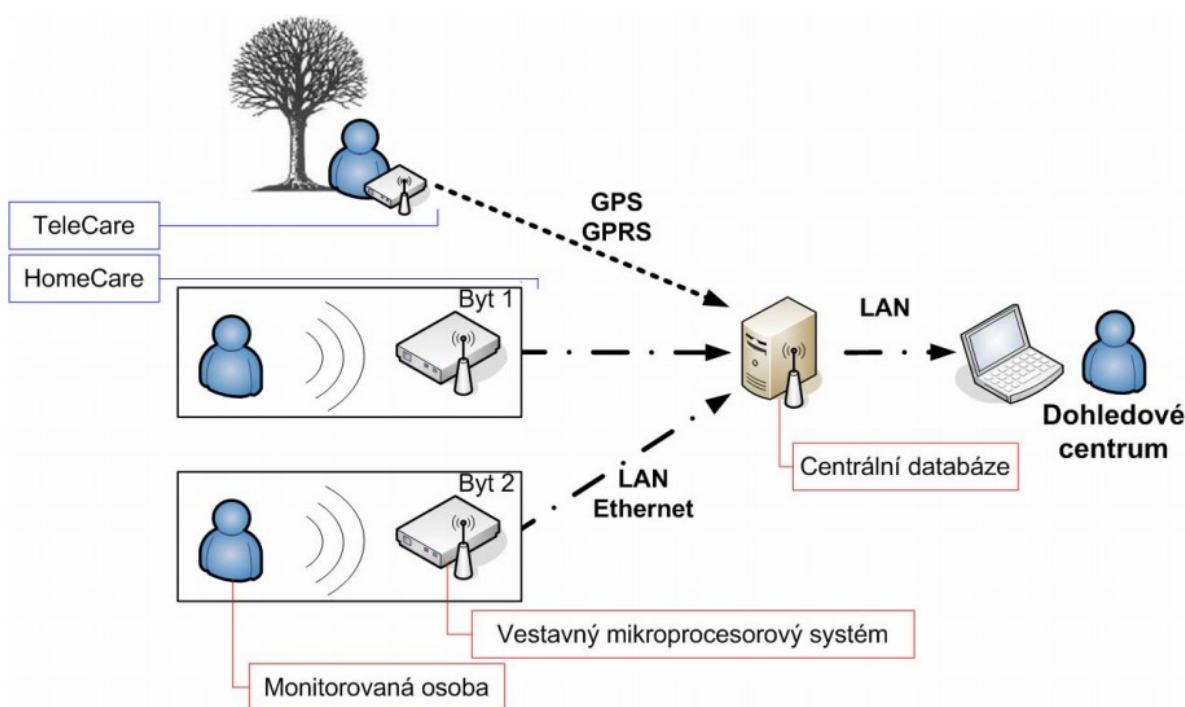 GPS
GPRS
TeleCare
HomeCare
Byt 1
LAN
Dohledové
centrum
Centrální databáze
Byt 2
LAN
Ethernet
Vestavný mikroprocesorový systém
Monitorovaná osoba